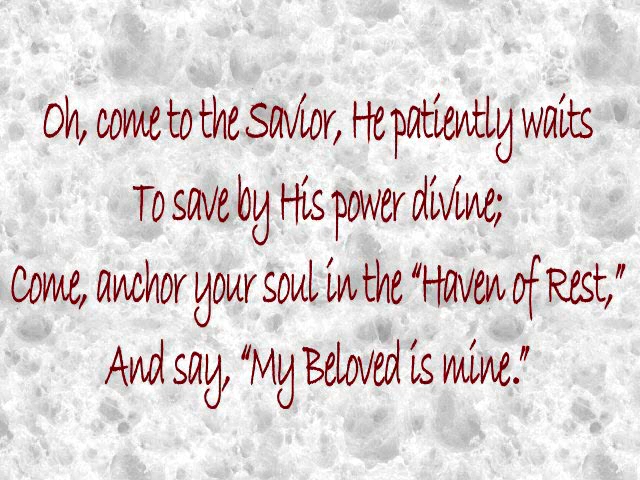 Oh, come to the Savior, He patiently waits
To save by His power divine;
Come, anchor your soul in the “Haven of Rest,”
And say, “My Beloved is mine.”